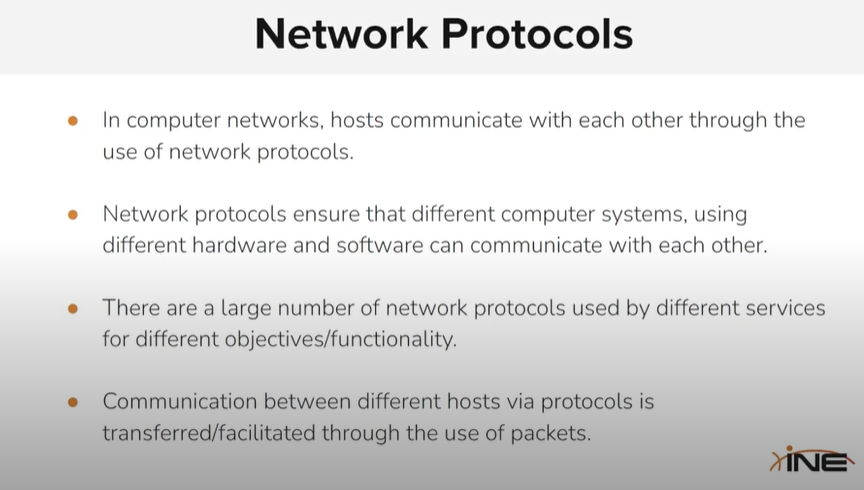 Network Protocols
● In computer networks, hosts communicate with each other through the
use of network protocols.
● Network protocols ensure that different computer systems, using
different hardware and software can communicate with each other.
● There are a large number of network protocols used by different services
for different objectives/functionality.
● Communication between different hosts via protocols is
transferred/facilitated through the use of packets.
INE